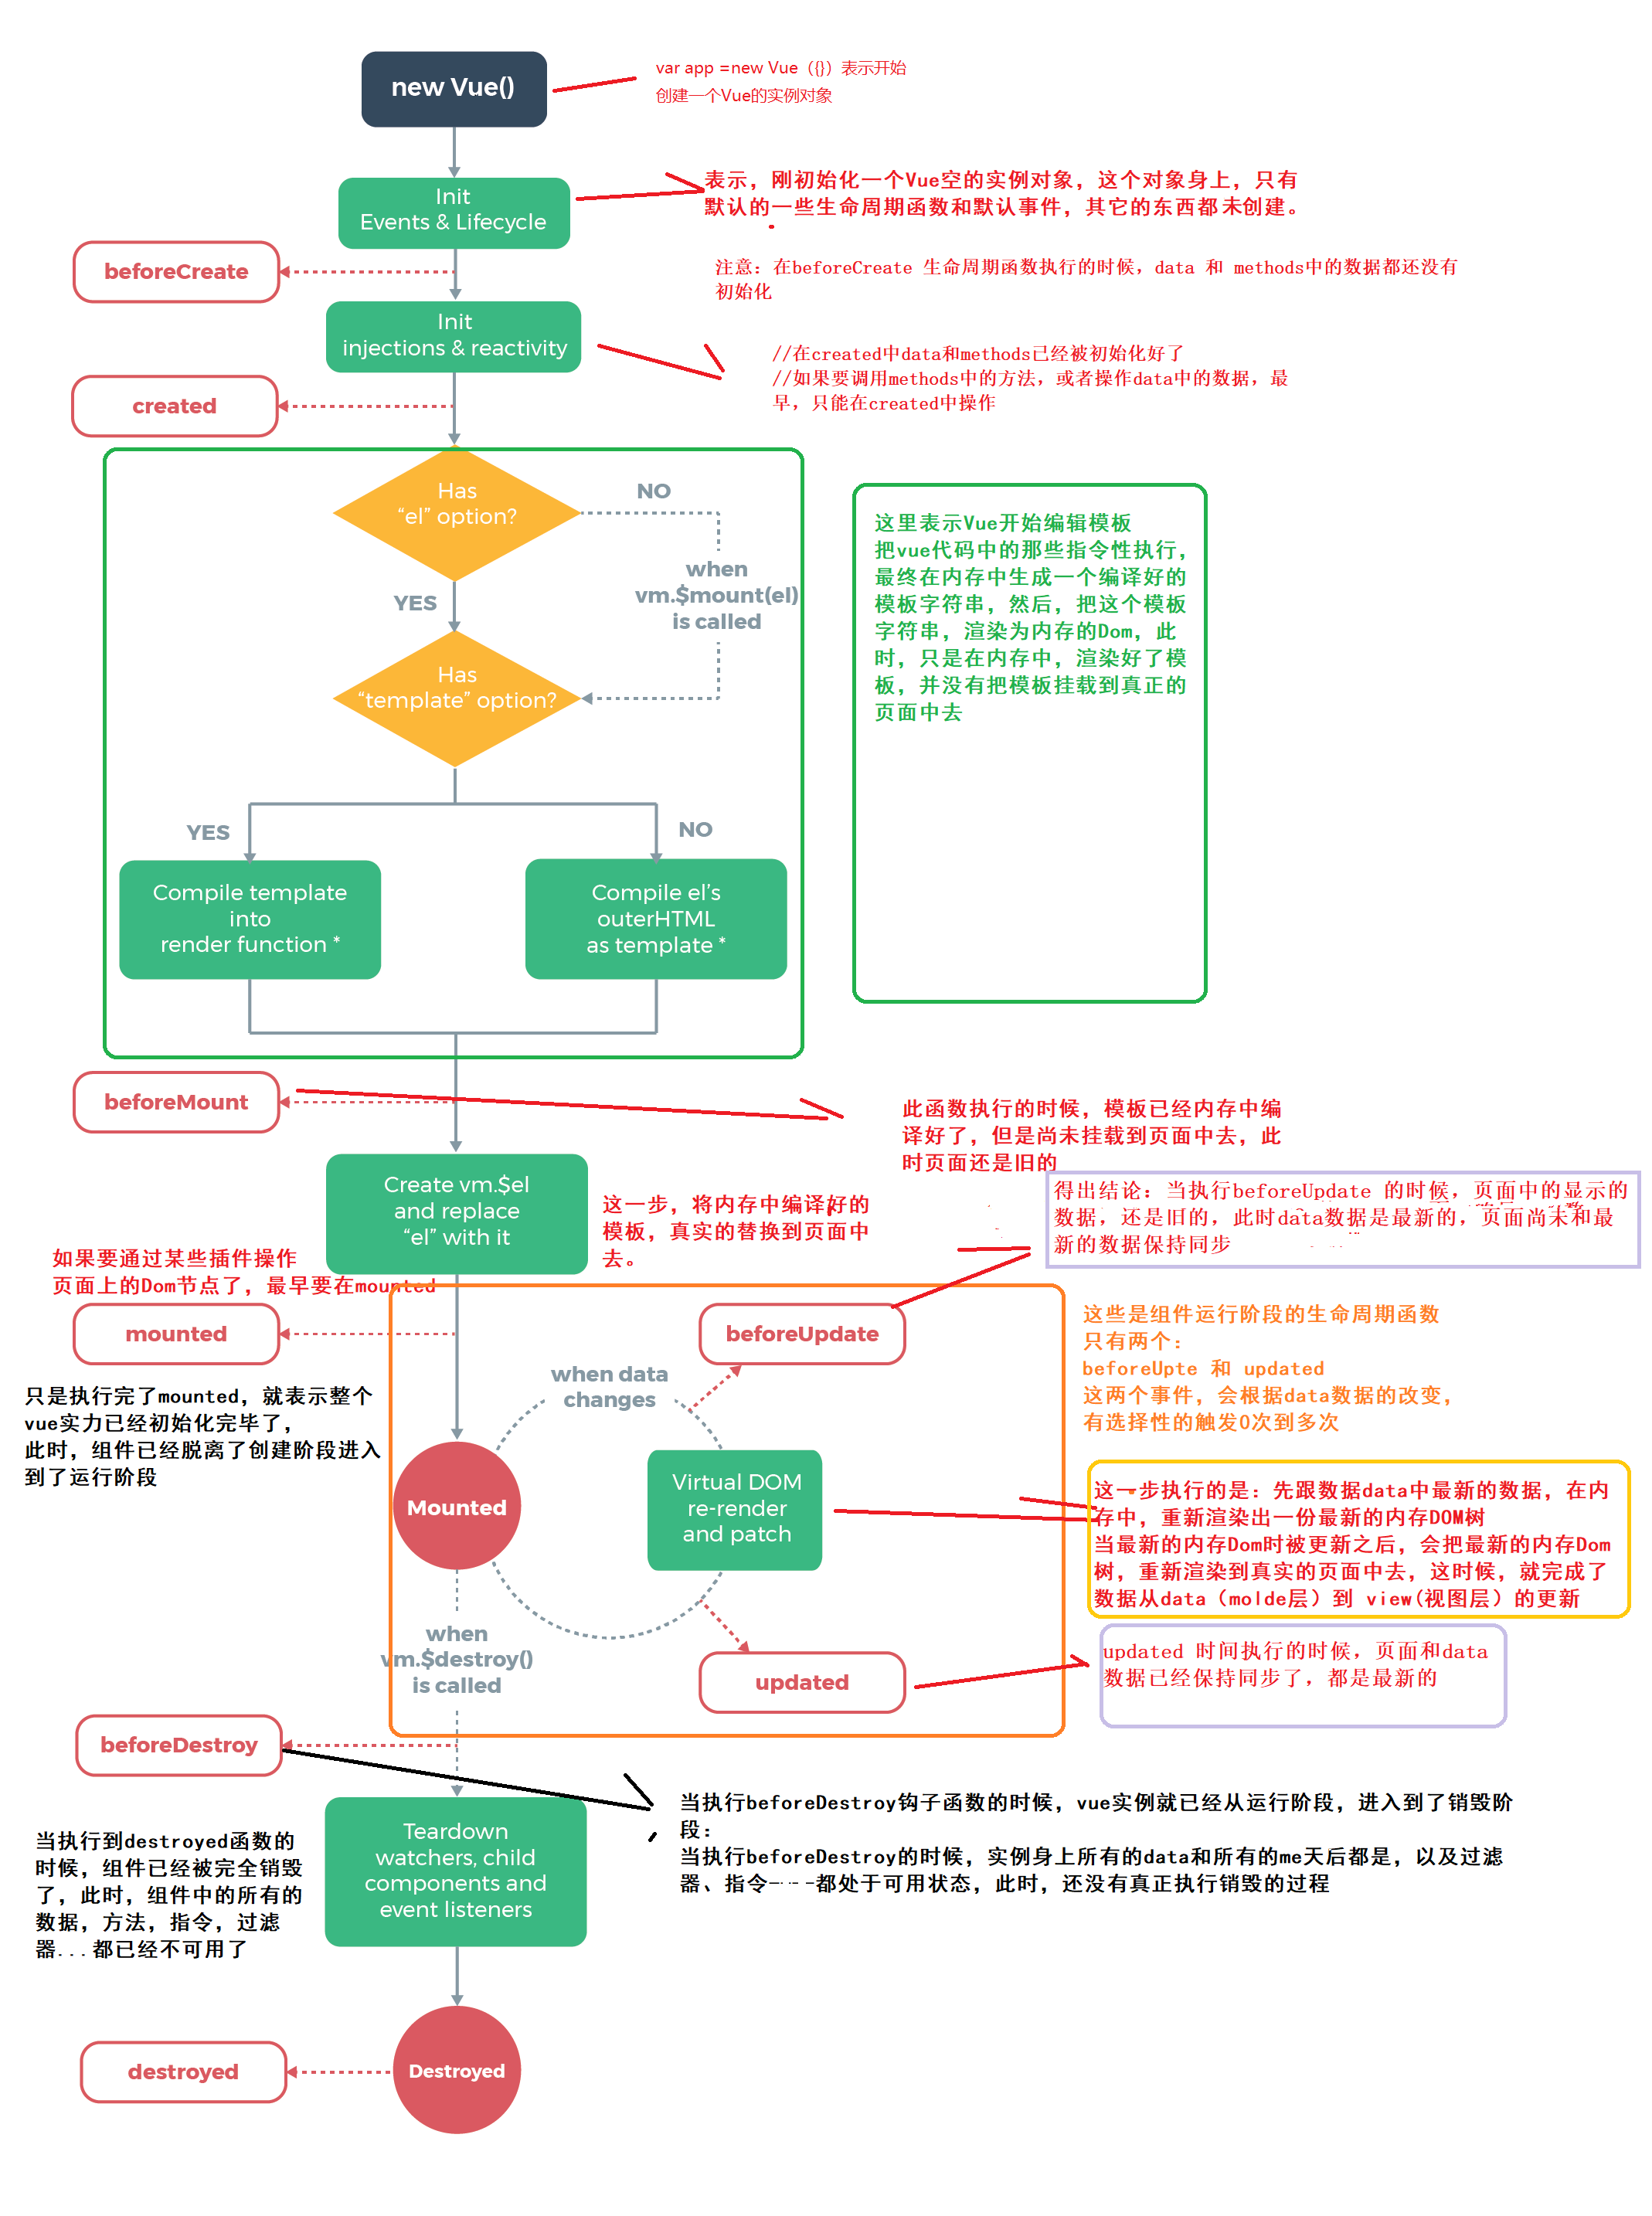 new Vue()
var app =new Vue（{}）表示开始
创建一个Vue的实例对象
Init
Events & Lifecycle
表示，刚初始化一个Vue空的实例对象，这个对象身上，只有
默认的一些生命周期函数和默认事件，其它的东西都未创建。
beforeCreate
注意：在beforeCreate 生命周期函数执行的时候，data 和 methods中的数据都还没有
初始化
Init
injections & reactivity
//在created中data和methods已经被初始化好了
//如果要调用methods中的方法，或者操作data中的数据，最
早，只能在created中操作
created
Has
“el” option?
NO
when
vm.$mount(el)
is called
YES
Has
“template” option?
这里表示Vue开始编辑模板
把vue代码中的那些指令性执行，
最终在内存中生成一个编译好的
模板字符串，然后，把这个模板
字符串，渲染为内存的Dom，此
时，只是在内存中，渲染好了模
板，并没有把模板挂载到真正的
页面中去
YES
NO
Compile template
into
render function *
Compile el’s
outerHTML
as template *
beforeMount
此函数执行的时候，模板已经内存中编
译好了，但是尚未挂载到页面中去，此
时页面还是旧的
Create vm.$el
and replace
“el” with it
这一步，将内存中编译好的
模板，真实的替换到页面中
去。
得出结论：当执行beforeUpdate 的时候，页面中的显示的
数据，还是旧的，此时data数据是最新的，页面尚未和最
新的数据保持同步
如果要通过某些插件操作
页面上的Dom节点了，最早要在mounted
mounted
只是执行完了mounted，就表示整个
vue实力已经初始化完毕了，
此时，组件已经脱离了创建阶段进入
到了运行阶段
beforeUpdate
when data
changes
这些是组件运行阶段的生命周期函数
只有两个：
beforeUpte 和 updated
这两个事件，会根据data数据的改变，
有选择性的触发0次到多次
Mounted
Virtual DOM
re-render
and patch
这一步执行的是：先跟数据data中最新的数据，在内
存中，重新渲染出一份最新的内存DOM树
当最新的内存Dom时被更新之后，会把最新的内存Dom
树，重新渲染到真实的页面中去，这时候，就完成了
数据从data（molde层）到 view(视图层）的更新
when
vm.$destroy()
is called
updated
updated 时间执行的时候，页面和data
数据已经保持同步了，都是最新的
beforeDestroy
当执行beforeDestroy钩子函数的时候，vue实例就已经从运行阶段，进入到了销毁阶
段：
当执行beforeDestroy的时候，实例身上所有的data和所有的me天后都是，以及过滤
器、指令-----都处于可用状态，此时，还没有真正执行销毁的过程
Teardown
watchers, child
components and
event listeners
当执行到destroyed函数的
时候，组件已经被完全销毁
了，此时，组件中的所有的
数据，方法，指令，过滤
器...都已经不可用了
destroyed
Destroyed